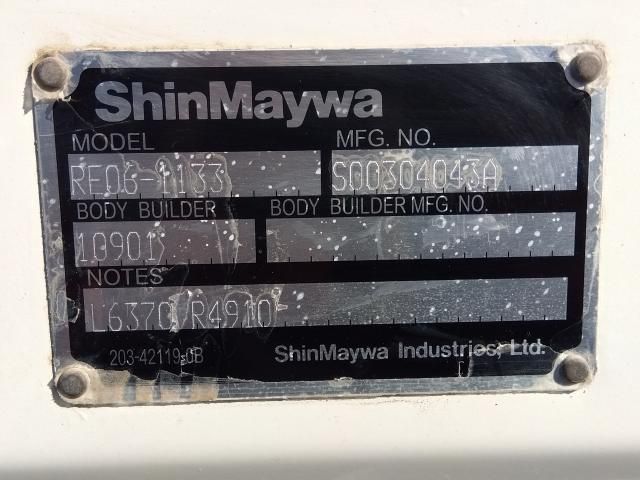 ShinMaywa
MODEL MFG. NO.
RF06-1133 S00304043A
BODY BUILDER BODY BUILDER MFG. NO.
10901
NOTES
L6370/R4910
203-42119-0B ShinMaywa Industries, Ltd.